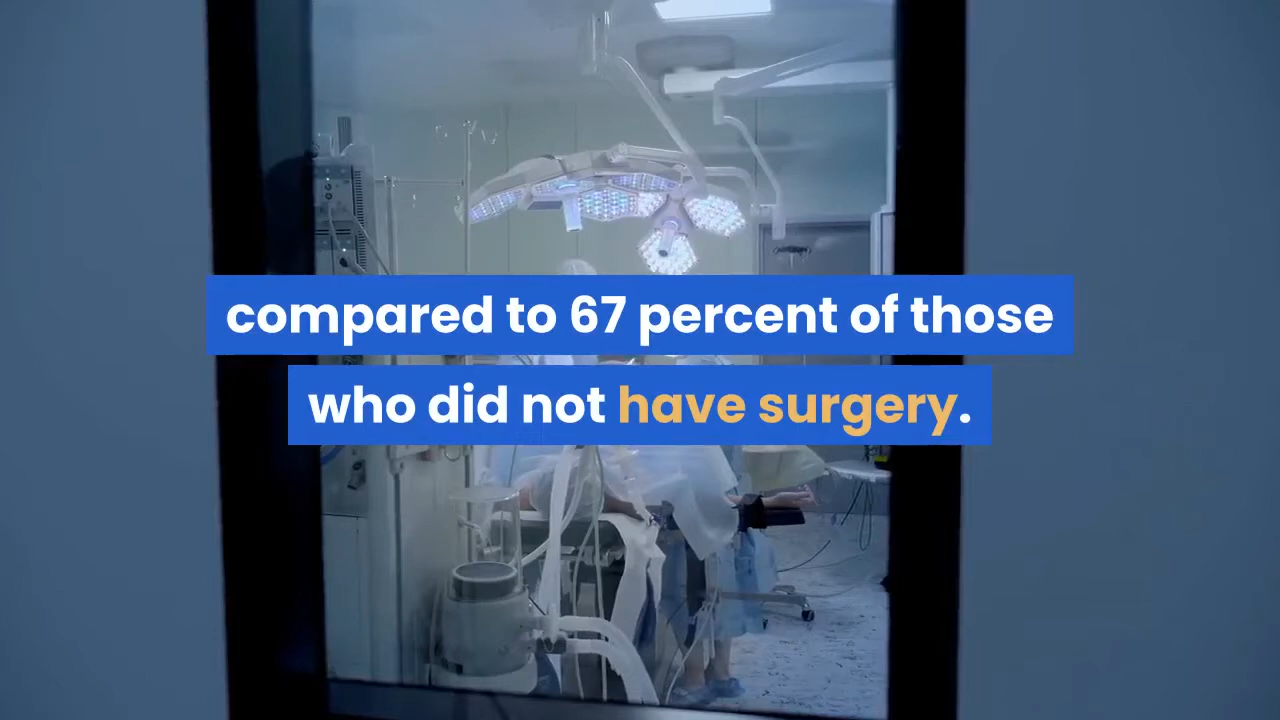 compared to 67 percent of those
who did not have surgery.